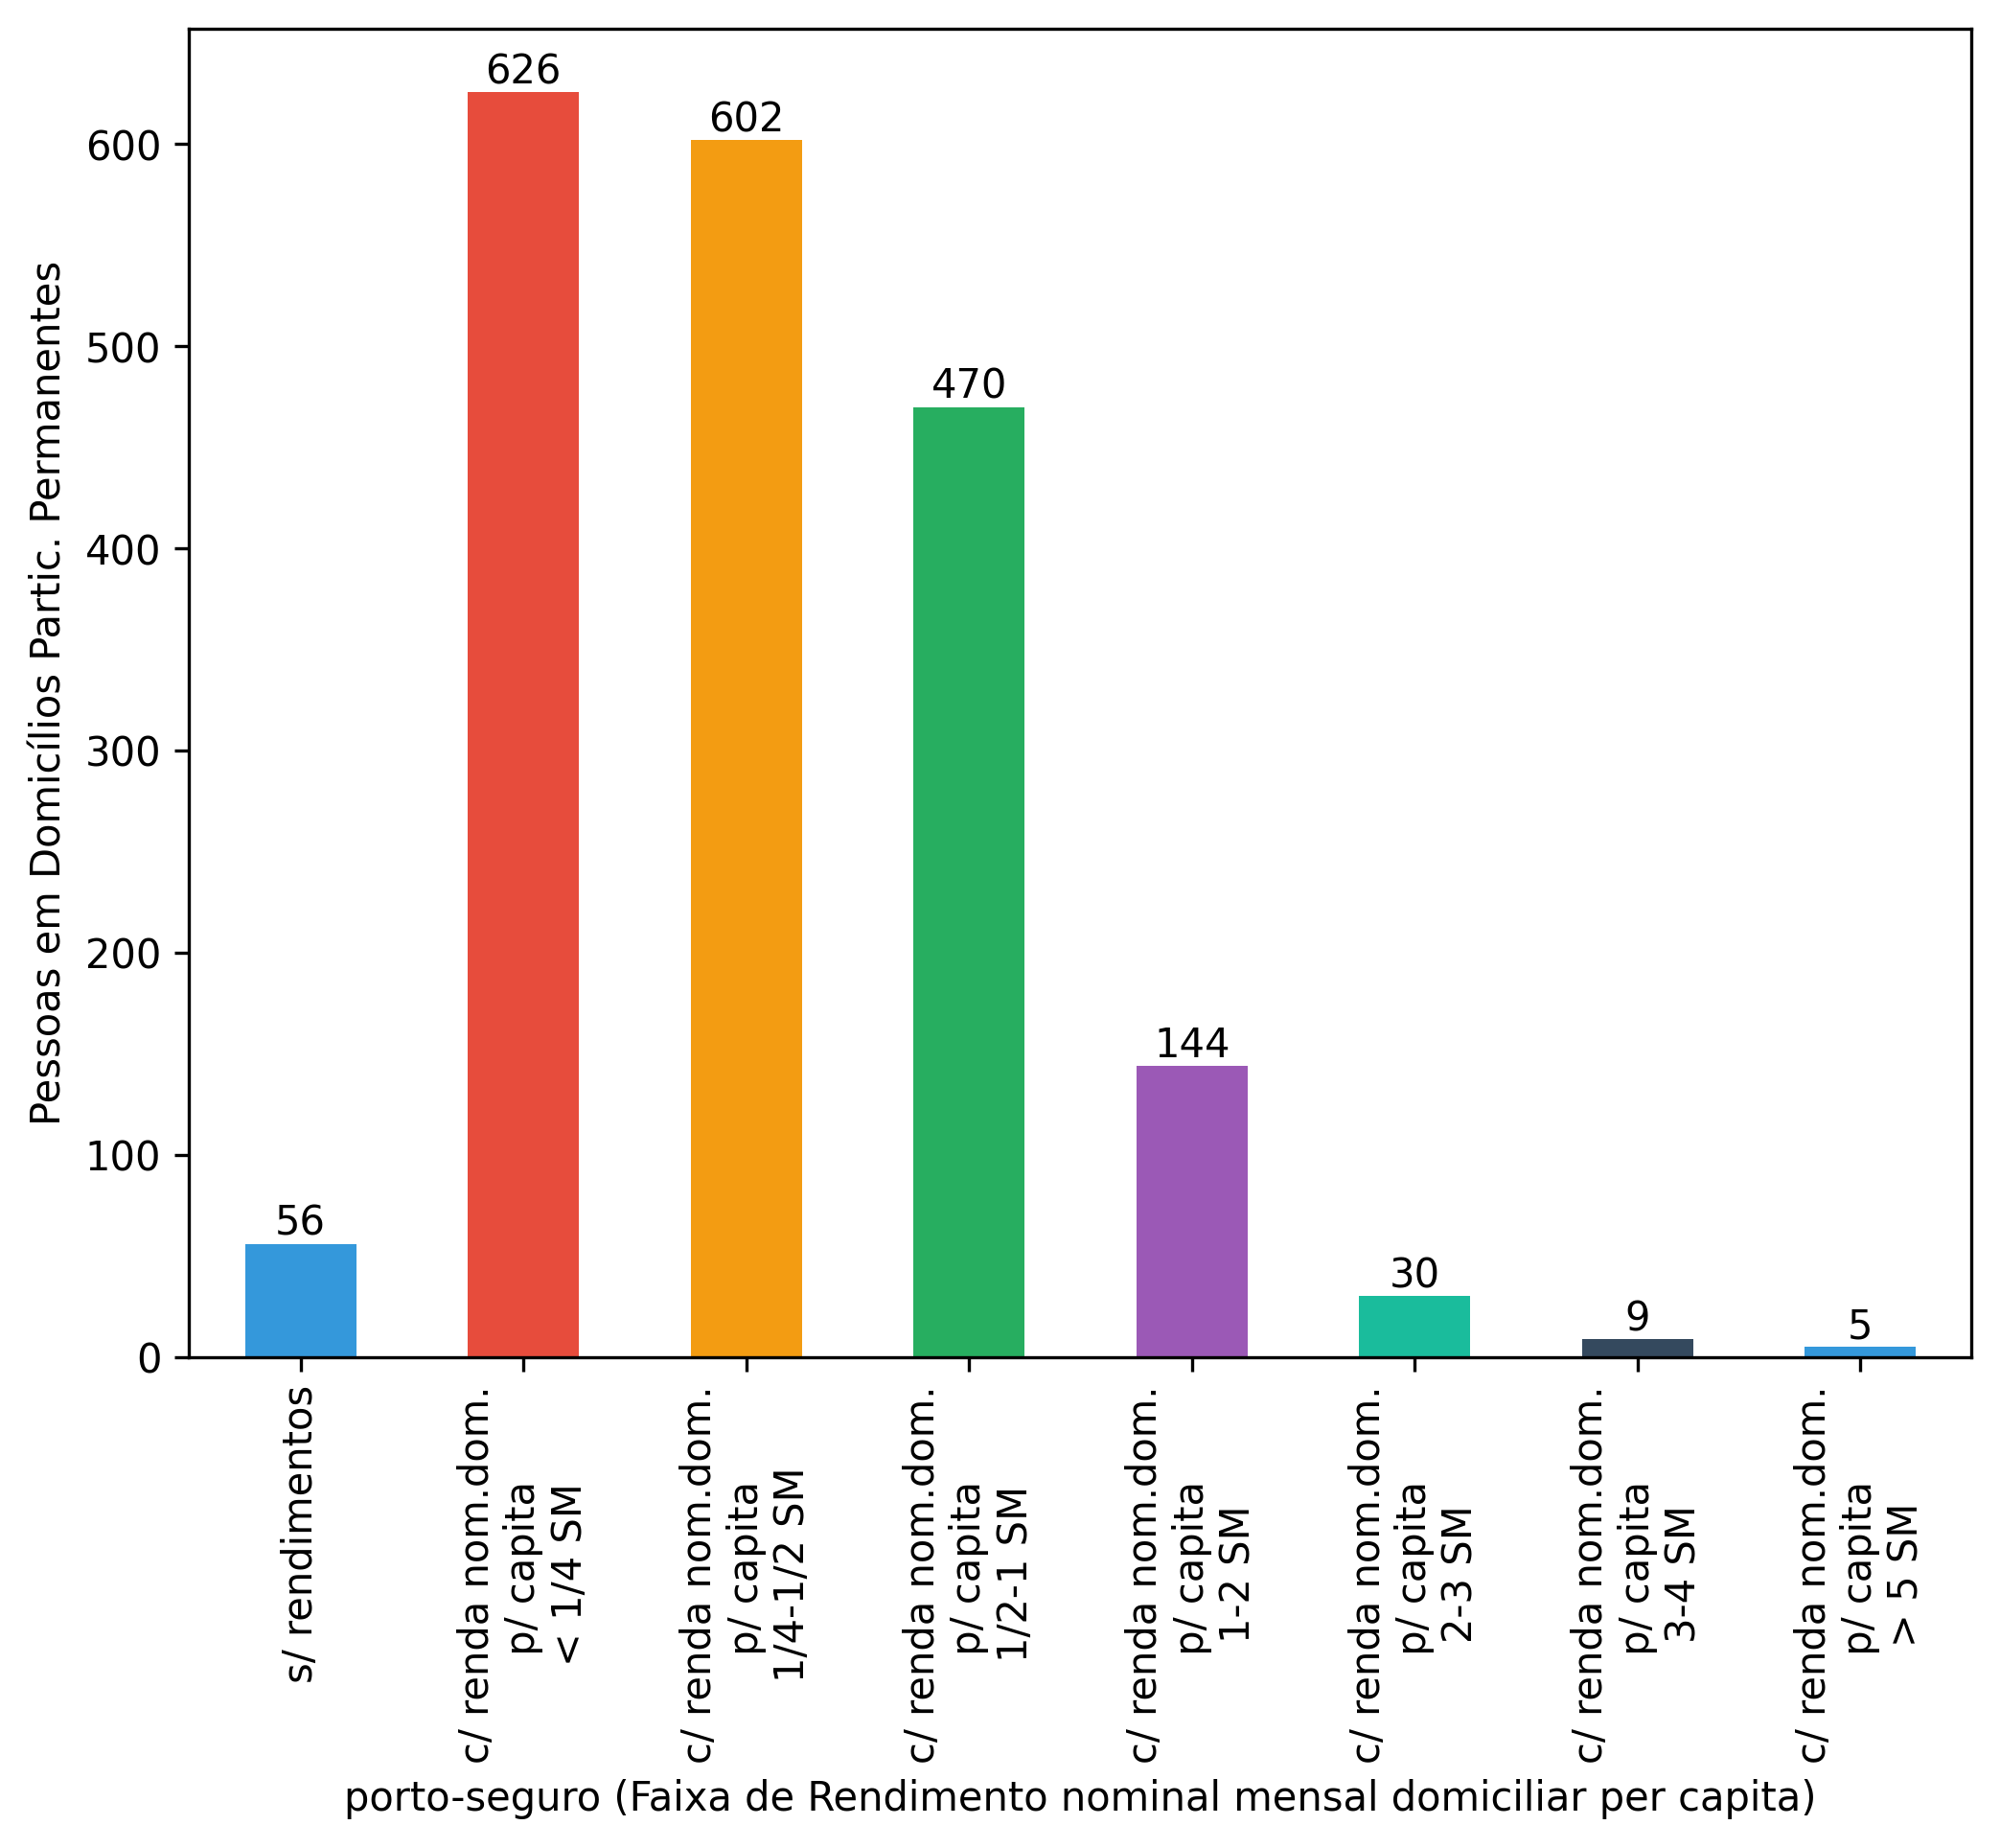 Pessoas em Domicílios Partic. Permanentes
600
500
400
300
200
100
0
56
626
602
470
144
30
9
5
s/ rendimentos
c/ renda nom.dom.
p/ capita
< 1/4 SM
c/ renda nom.dom.
p/ capita
1/4-1/2 SM
c/ renda nom.dom.
p/ capita
1/2-1 SM
c/ renda nom.dom.
p/ capita
1-2 SM
c/ renda nom.dom.
p/ capita
2-3 SM
c/ renda nom.dom.
p/ capita
3-4 SM
c/ renda nom.dom.
p/ capita
> 5 SM
porto-seguro (Faixa de Rendimento nominal mensal domiciliar per capita)